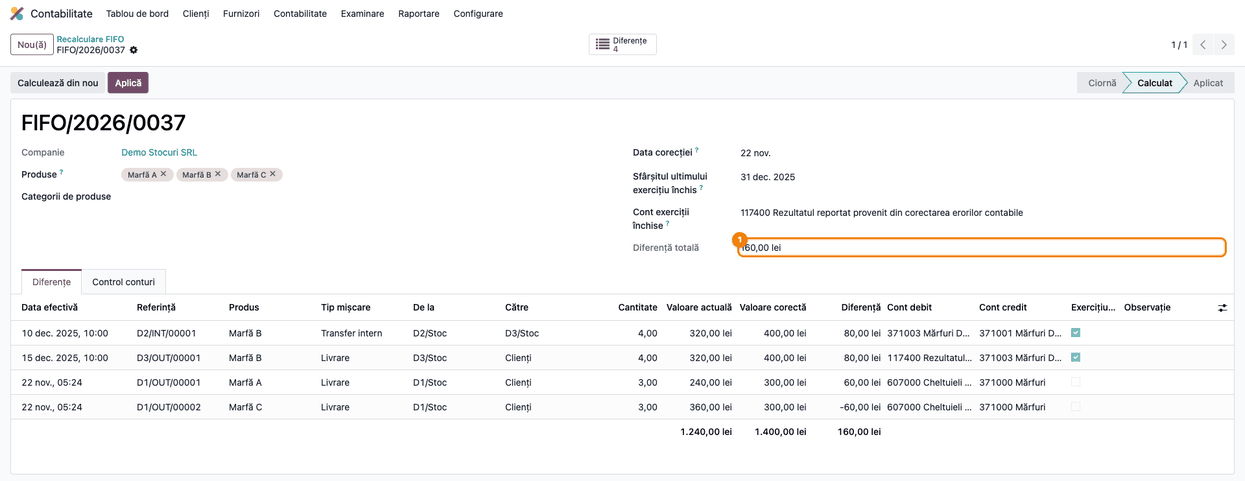 Contabilitate Tablou de bord Clienți Furnizori Contabilitate Examinare Raportare Configurare
Nou(ă) Recalculare FIFO
FIFO/2026/0037
Diferențe
4
1 / 1
Calculează din nou Aplică Ciornă Calculat Aplicat
FIFO/2026/0037
Companie Demo Stocuri SRL
Produse ? Marfă A Marfă B Marfă C
Categorii de produse
Data corecției ? 22 nov.
Sfârșitul ultimului exercițiu închis ? 31 dec. 2025
Cont exerciții închise ? 117400 Rezultatul reportat provenit din corectarea erorilor contabile
1
Diferență totală 160,00 lei
Diferențe Control conturi
Data efectivă Referință Produs Tip mișcare De la Către Cantitate Valoare actuală Valoare corectă Diferență Cont debit Cont credit Exercițiu... Observație
10 dec. 2025, 10:00 D2/INT/00001 Marfă B Transfer intern D2/Stoc D3/Stoc 4,00 320,00 lei 400,00 lei 80,00 lei 371003 Mărfuri D... 371001 Mărfuri D...
15 dec. 2025, 10:00 D3/OUT/00001 Marfă B Livrare D3/Stoc Clienți 4,00 320,00 lei 400,00 lei 80,00 lei 117400 Rezultatul... 371003 Mărfuri D...
22 nov., 05:24 D1/OUT/00001 Marfă A Livrare D1/Stoc Clienți 3,00 240,00 lei 300,00 lei 60,00 lei 607000 Cheltuieli ... 371000 Mărfuri
22 nov., 05:24 D1/OUT/00002 Marfă C Livrare D1/Stoc Clienți 3,00 360,00 lei 300,00 lei -60,00 lei 607000 Cheltuieli ... 371000 Mărfuri
1.240,00 lei 1.400,00 lei 160,00 lei